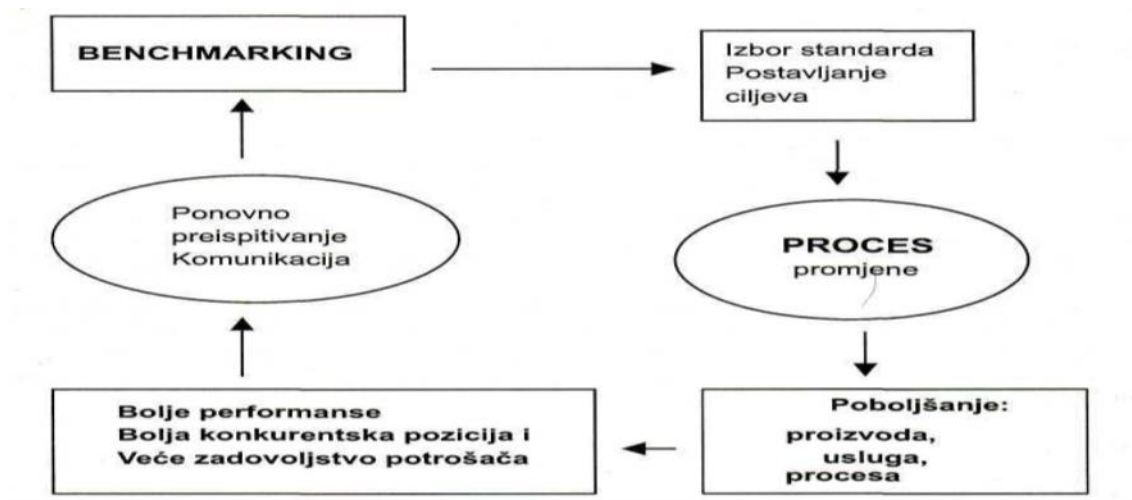 BENCHMARKING
Izbor standarda
Postavljanje
ciljeva
Ponovno
preispitivanje
Komunikacija
PROCES
promjene
Bolje performanse
Bolja konkurentska pozicija i
Veće zadovoljstvo potrošača
Poboljšanje:
proizvoda,
usluga,
procesa